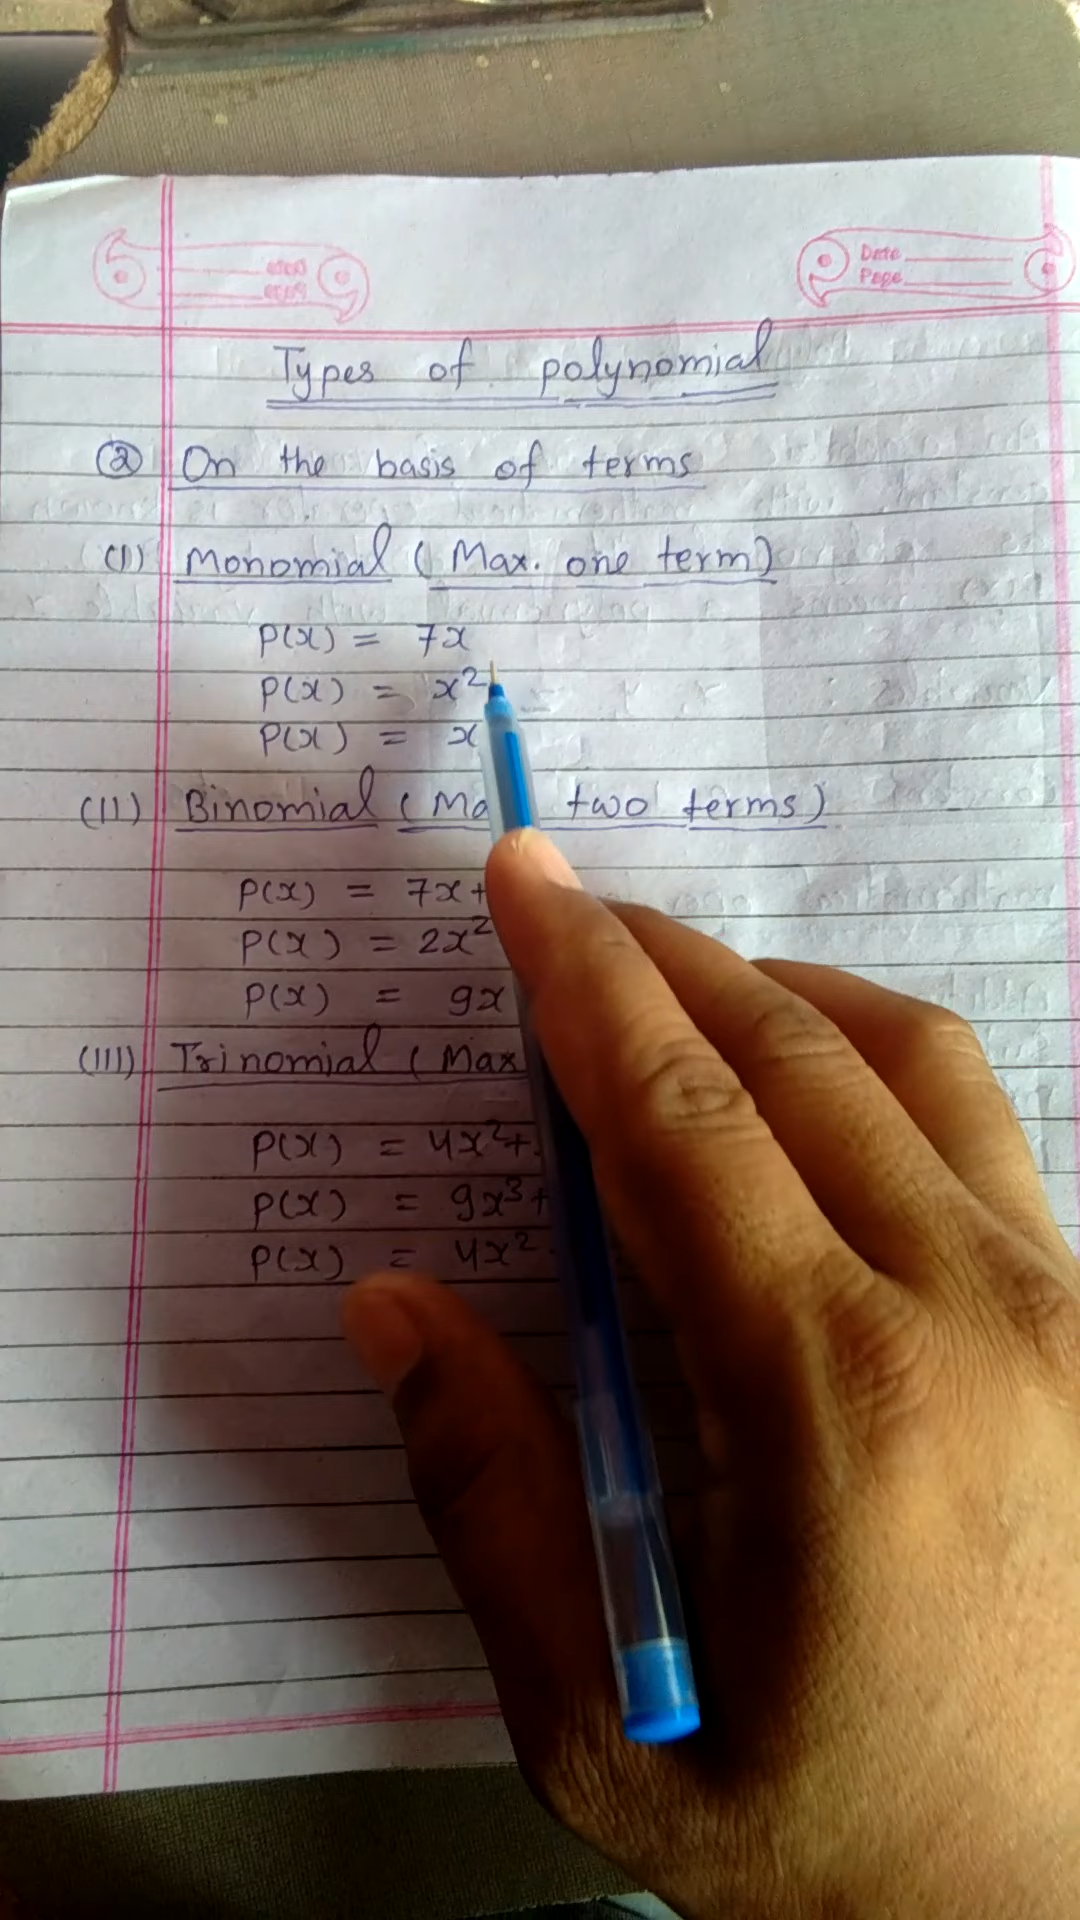 Date
Page
Types of polynomial
② On the basis of terms
(I) Monomial (Max. one term)
P(x) = 7x
P(x) = x²
P(x) = x
(II) Binomial (Ma two terms)
P(x) = 7x+
P(x) = 2x²
P(x) = 9x
(III) Trinomial (Max
P(x) = 4x²+
P(x) = 9x³+
P(x) = 4x²